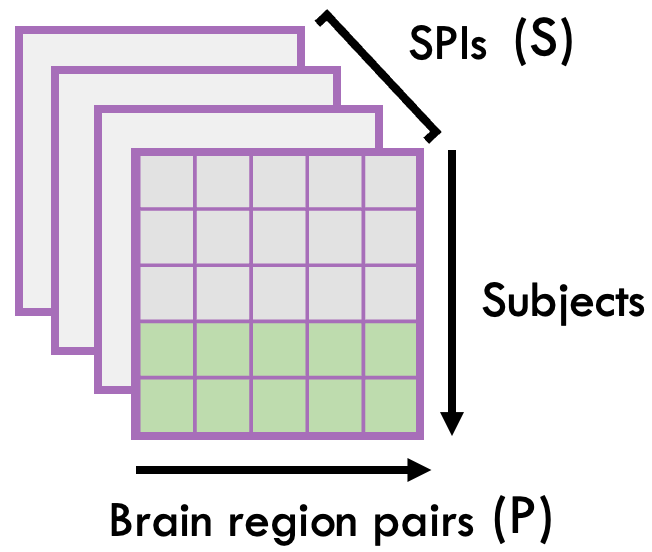 SPIs (S)
Subjects
Brain region pairs (P)